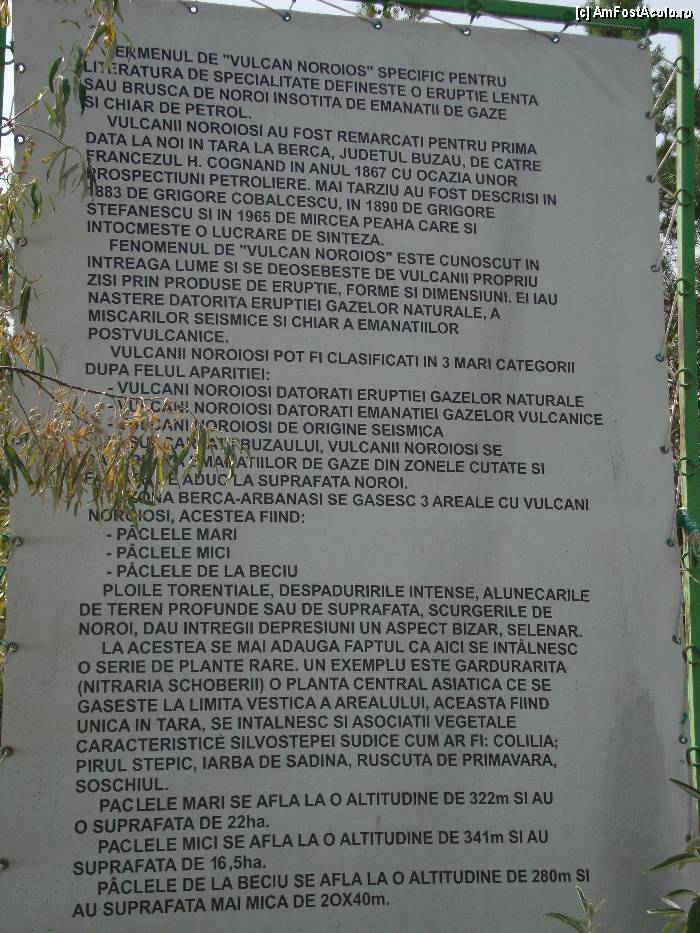 (c) AmFostAcolo.ro
TERMENUL DE "VULCAN NOROIOS" SPECIFIC PENTRU
LITERATURA DE SPECIALITATE DEFINESTE O ERUPTIE LENTA
SAU BRUSCA DE NOROI INSOTITA DE EMANATII DE GAZE
SI CHIAR DE PETROL.
VULCANII NOROIOSI AU FOST REMARCATI PENTRU PRIMA
DATA LA NOI IN TARA LA BERCA, JUDETUL BUZAU, DE CATRE
FRANCEZUL H. COGNAND IN ANUL 1867 CU OCAZIA UNOR
PROSPECTIUNI PETROLIERE. MAI TARZIU AU FOST DESCRISI IN
1883 DE GRIGORE COBALCESCU, IN 1890 DE GRIGORE
STEFANESCU SI IN 1965 DE MIRCEA PEAHA CARE SI
INTOCMESTE O LUCRARE DE SINTEZA.
FENOMENUL DE "VULCAN NOROIOS" ESTE CUNOSCUT IN
INTREAGA LUME SI SE DEOSEBESTE DE VULCANII PROPRIU
ZISI PRIN PRODUSE DE ERUPTIE, FORME SI DIMENSIUNI. EI IAU
NASTERE DATORITA ERUPTIEI GAZELOR NATURALE, A
MISCARILOR SEISMICE SI CHIAR A EMANATIILOR
POSTVULCANICE.
VULCANII NOROIOSI POT FI CLASIFICATI IN 3 MARI CATEGORII
DUPA FELUL APARITIEI:
- VULCANI NOROIOSI DATORATI ERUPTIEI GAZELOR NATURALE
- VULCANI NOROIOSI DATORATI EMANATIEI GAZELOR VULCANICE
- VULCANI NOROIOSI DE ORIGINE SEISMICA
BUZAULUI, VULCANII NOROIOSI SE
EMANATIILOR DE GAZE DIN ZONELE CUTATE SI
ADUC LA SUPRAFATA NOROI.
ZONA BERCA-ARBANASI SE GASESC 3 AREALE CU VULCANI
NOROIOSI, ACESTEA FIIND:
- PÂCLELE MARI
- PÂCLELE MICI
- PÂCLELE DE LA BECIU
PLOILE TORENTIALE, DESPADURIRILE INTENSE, ALUNECARILE
DE TEREN PROFUNDE SAU DE SUPRAFATA, SCURGERILE DE
NOROI, DAU INTREGII DEPRESIUNI UN ASPECT BIZAR, SELENAR.
LA ACESTEA SE MAI ADAUGA FAPTUL CA AICI SE INTÂLNESC
O SERIE DE PLANTE RARE. UN EXEMPLU ESTE GARDURARITA
(NITRARIA SCHOBERII) O PLANTA CENTRAL ASIATICA CE SE
GASESTE LA LIMITA VESTICA A AREALULUI, ACEASTA FIIND
UNICA IN TARA, SE INTALNESC SI ASOCIATII VEGETALE
CARACTERISTICE SILVOSTEPEI SUDICE CUM AR FI: COLILIA;
PIRUL STEPIC, IARBA DE SADINA, RUSCUTA DE PRIMAVARA,
SOSCHIUL.
PACLELE MARI SE AFLA LA O ALTITUDINE DE 322m SI AU
O SUPRAFATA DE 22ha.
PACLELE MICI SE AFLA LA O ALTITUDINE DE 341m SI AU
SUPRAFATA DE 16,5ha.
PÂCLELE DE LA BECIU SE AFLA LA O ALTITUDINE DE 280m SI
AU SUPRAFATA MAI MICA DE 2OX40m.